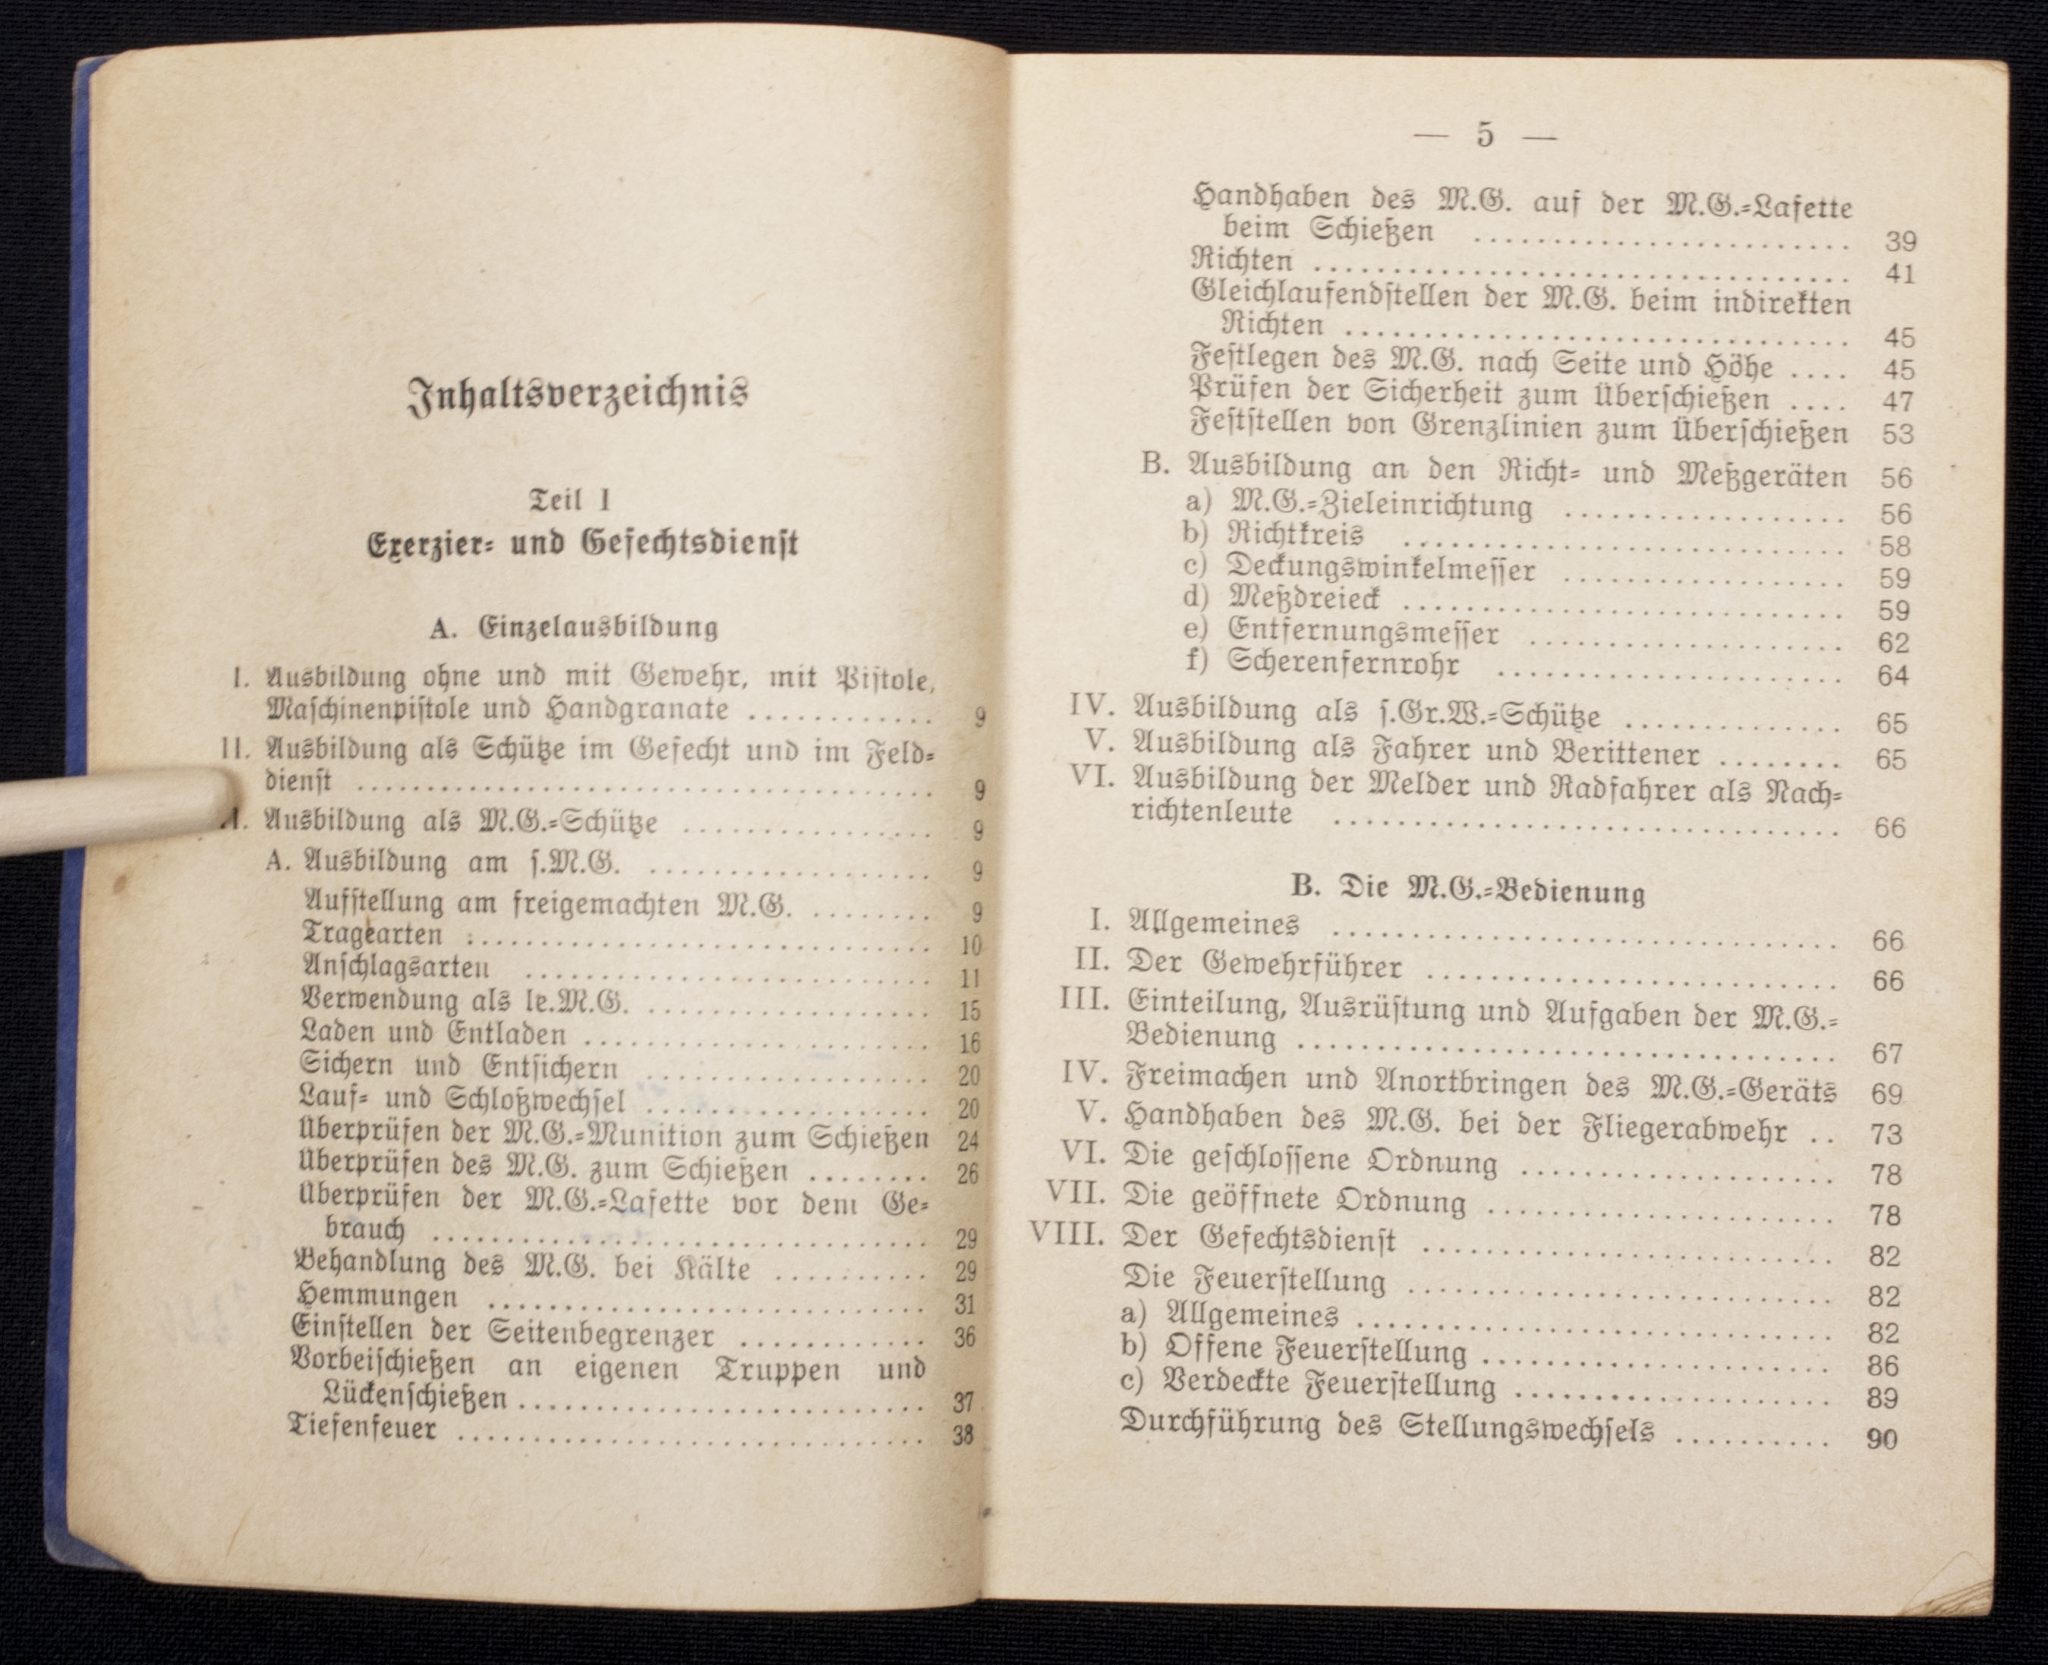 Inhaltsverzeichnis
Teil I
Exerzier- und Gefechtsdienst
A. Einzelausbildung
I. Ausbildung ohne und mit Gewehr, mit Pistole,
Maschinenpistole und Handgranate ............ 9
II. Ausbildung als Schütze im Gefecht und im Feld-
dienst ...................................... 9
I. Ausbildung als M.G.-Schütze ................ 9
A. Ausbildung am s.M.G. .................. 9
Aufstellung am freigemachten M.G. ........ 9
Tragearten .............................. 10
Anschlagsarten .......................... 11
Verwendung als le.M.G. .................. 15
Laden und Entladen ...................... 16
Sichern und Entsichern .................. 20
Lauf- und Schloßwechsel .................. 20
Überprüfen der M.G.-Munition zum Schießen 24
Überprüfen des M.G. zum Schießen ........ 26
Überprüfen der M.G.-Lafette vor dem Ge-
brauch ................................ 29
Behandlung des M.G. bei Kälte .......... 29
Hemmungen ............................ 31
Einstellen der Seitenbegrenzer ............ 36
Vorbeischießen an eigenen Truppen und
Lückenschießen .......................... 37
Tiefenfeuer .............................. 38
— 5 —
Handhaben des M.G. auf der M.G.-Lafette
beim Schießen ........................ 39
Richten .................................. 41
Gleichlaufendstellen der M.G. beim indirekten
Richten ................................ 45
Festlegen des M.G. nach Seite und Höhe .... 45
Prüfen der Sicherheit zum Überschießen .... 47
Feststellen von Grenzlinien zum Überschießen 53
B. Ausbildung an den Richt- und Meßgeräten 56
a) M.G.-Zieleinrichtung .................. 56
b) Richtkreis ............................ 58
c) Deckungswinkelmesser .................. 59
d) Meßdreieck ............................ 59
e) Entfernungsmesser .................... 62
f) Scherenfernrohr ...................... 64
IV. Ausbildung als s.Gr.W.-Schütze .............. 65
V. Ausbildung als Fahrer und Berittener ........ 65
VI. Ausbildung der Melder und Radfahrer als Nach-
richtenleute ................................ 66
B. Die M.G.-Bedienung
I. Allgemeines ................................ 66
II. Der Gewehrführer .......................... 66
III. Einteilung, Ausrüstung und Aufgaben der M.G.-
Bedienung .................................. 67
IV. Freimachen und Anortbringen des M.G.-Geräts 69
V. Handhaben des M.G. bei der Fliegerabwehr .. 73
VI. Die geschlossene Ordnung .................... 78
VII. Die geöffnete Ordnung ...................... 78
VIII. Der Gefechtsdienst .......................... 82
Die Feuerstellung .......................... 82
a) Allgemeines .............................. 82
b) Offene Feuerstellung ...................... 86
c) Verdeckte Feuerstellung .................... 89
Durchführung des Stellungswechsels .......... 90